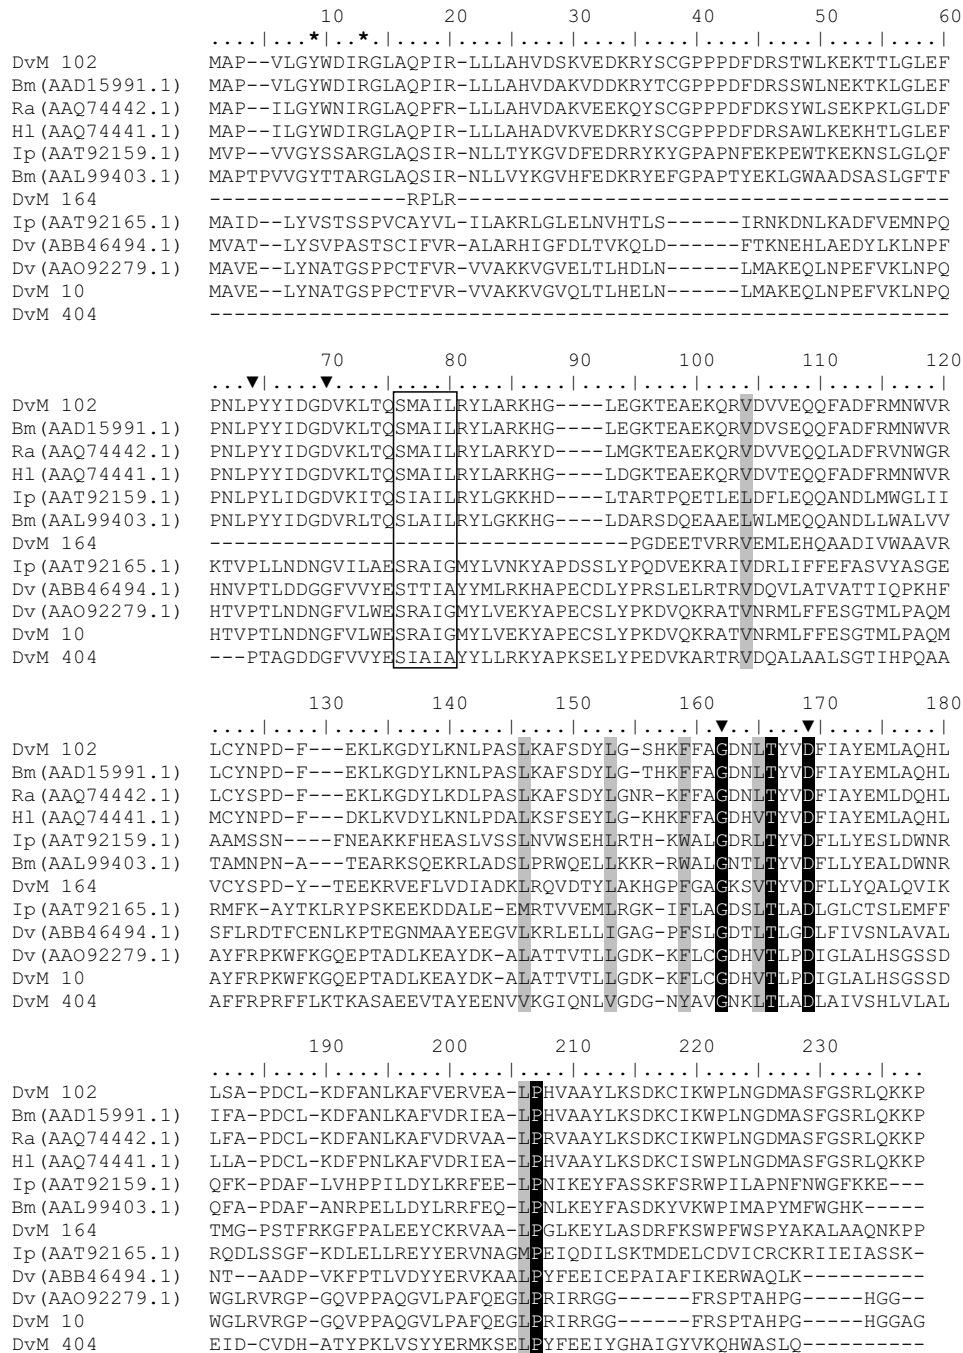 10 20 30 40 50 60
....|...*.|..*.|....|....|....|....|....|....|....|....|....|
DvM 102 MAP--VLGYWDIRGLAQPIR-LLLAHVDSKVEDKRYSCGPPPDFDRSTWLKEKTTLGLEF
Bm(AAD15991.1) MAP--VLGYWDIRGLAQPIR-LLLAHVDAKVDDKRYTCGPPPDFDRSSWLNEKTKLGLEF
Ra(AAQ74442.1) MAP--ILGYWNIRGLAQPFR-LLLAHVDAKVEEKQYSCGPPPDFDKSYWLSEKPKLGLDF
Hl(AAQ74441.1) MAP--ILGYWDIRGLAQPIR-LLLAHADVKVEDKRYSCGPPPDFDRSAWLKEKHTLGLEF
Ip(AAT92159.1) MVP--VVGYSSARGLAQSIR-NLLTYKGVDFEDRRYKYGPAPNFEKPEWTKEKNSLGLQF
Bm(AAL99403.1) MAPTPVVGYTTARGLAQSIR-NLLVYKGVHFEDKRYEFGPAPTYEKLGWAADSASLGFTF
DvM 164 ----------------RPLR----------------------------------------
Ip(AAT92165.1) MAID--LYVSTSSPVCAYVL-ILAKRLGLELNVHTLS------IRNKDNLKADFVEMNPQ
Dv(ABB46494.1) MVAT--LYSVPASTSCIFVR-ALARHIGFDLTVKQLD------FTKNEHLAEDYLKLNPF
Dv(AAO92279.1) MAVE--LYNATGSPPCTFVR-VVAKKVGVELTLHDLN------LMAKEQLNPEFVKLNPQ
DvM 10 MAVE--LYNATGSPPCTFVR-VVAKKVGVQLTLHELN------LMAKEQLNPEFVKLNPQ
DvM 404 ------------------------------------------------------------
70 80 90 100 110 120
...▼.|...▼|....|....|....|....|....|....|....|....|....|....|
DvM 102 PNLPYYIDGDVKLTQSMAILRYLARKHG----LEGKTEAEKQRVDVVEQQFADFRMNWVR
Bm(AAD15991.1) PNLPYYIDGDVKLTQSMAILRYLARKHG----LEGKTEAEKQRVDVSEQQFADFRMNWVR
Ra(AAQ74442.1) PNLPYYIDGDVKLTQSMAILRYLARKYD----LMGKTEAEKQRVDVVEQQLADFRVNWGR
Hl(AAQ74441.1) PNLPYYIDGDVKLTQSMAILRYLARKHG----LDGKTEAEKQRVDVTEQQFADFRMNWVR
Ip(AAT92159.1) PNLPYLIDGDVKITQSIAILRYLGKKHD----LTARTPQETLELDFLEQQANDLMWGLII
Bm(AAL99403.1) PNLPYYIDGDVRLTQSLAILRYLGKKHG----LDARSDQEAAELWLMEQQANDLLWALVV
DvM 164 ----------------------------------PGDEETVRRVEMLEHQAADIVWAAVR
Ip(AAT92165.1) KTVPLLNDNGVILAESRAIGMYLVNKYAPDSSLYPQDVEKRAIVDRLIFFEFASVYASGE
Dv(ABB46494.1) HNVPTLDDGGFVVYESTTIAYYMLRKHAPECDLYPRSLELRTRVDQVLATVATTIQPKHF
Dv(AAO92279.1) HTVPTLNDNGFVLWESRAIGMYLVEKYAPECSLYPKDVQKRATVNRMLFFESGTMLPAQM
DvM 10 HTVPTLNDNGFVLWESRAIGMYLVEKYAPECSLYPKDVQKRATVNRMLFFESGTMLPAQM
DvM 404 ---PTAGDDGFVVYESIAIAYYLLRKYAPKSELYPEDVKARTRVDQALAALSGTIHPQAA
130 140 150 160 170 180
....|....|....|....|....|....|....|....|.▼..|...▼|....|....|
DvM 102 LCYNPD-F---EKLKGDYLKNLPASLKAFSDYLG-SHKFFAGDNLTYVDFIAYEMLAQHL
Bm(AAD15991.1) LCYNPD-F---EKLKGDYLKNLPASLKAFSDYLG-THKFFAGDNLTYVDFIAYEMLAQHL
Ra(AAQ74442.1) LCYSPD-F---EKLKGDYLKDLPASLKAFSDYLGNR-KFFAGDNLTYVDFIAYEMLDQHL
Hl(AAQ74441.1) MCYNPD-F---DKLKVDYLKNLPDALKSFSEYLG-KHKFFAGDHVTYVDFIAYEMLAQHL
Ip(AAT92159.1) AAMSSN----FNEAKKFHEASLVSSLNVWSEHLRTH-KWALGDRLTYVDFLLYESLDWNR
Bm(AAL99403.1) TAMNPN-A---TEARKSQEKRLADSLPRWQELLKKR-RWALGNTLTYVDFLLYEALDWNR
DvM 164 VCYSPD-Y---TEEKRVEFLVDIADKLRQVDTYLAKHGPFGAGKSVTYVDFLLYQALQVIK
Ip(AAT92165.1) RMFK-AYTKLRYPSKEEKDDALE-EMRTVVEMLRGK-IFLAGDSLTLADLGLCTSLEMFF
Dv(ABB46494.1) SFLRDTFCENLKPTEGNMAAYEEGVLKRELLLIGAG-PFSLGDTLTLGDLFIVSNLAVAL
Dv(AAO92279.1) AYFRPKWFKGQEPTADLKEAYDK-ALATTVTLLGDK-KFLCGDHVTLPDIGLALHSGSSD
DvM 10 AYFRPKWFKGQEPTADLKEAYDK-ALATTVTLLGDK-KFLCGDHVTLPDIGLALHSGSSD
DvM 404 AFFRPRFFLKTKASAEEVTAYEENVVKGIQNLVGDG-NYAVGNKLTLADLAIVSHLVLAL
190 200 210 220 230
....|....|....|....|....|....|....|....|....|....|....|...
DvM 102 LSA-PDCL-KDFANLKAFVERVEA-LPHVAAYLKSDKCIKWPLNGDMASFGSRLQKKP
Bm(AAD15991.1) IFA-PDCL-KDFANLKAFVDRIEA-LPHVAAYLKSDKCIKWPLNGDMASFGSRLQKKP
Ra(AAQ74442.1) LFA-PDCL-KDFANLKAFVDRVAA-LPRVAAYLKSDKCIKWPLNGDMASFGSRLQKKP
Hl(AAQ74441.1) LLA-PDCL-KDFPNLKAFVDRIEA-LPHVAAYLKSDKCISWPLNGDMASFGSRLQKKP
Ip(AAT92159.1) QFK-PDAF-LVHPPILDYLKRFEE-LPNIKEYFASSKFSRWPILAPNFNWGFKKE---
Bm(AAL99403.1) QFA-PDAF-ANRPELLDYLRRFEQ-LPNLKEYFASDKYVKWPIMAPYMFWGHK-----
DvM 164 TMG-PSTFRKGFPALEEYCKRVAA-LPGLKEYLASDRFKSWPFWSPYAKALAAQNKPP
Ip(AAT92165.1) RQDLSSGF-KDLELLREYYERVNAGMPEIQDILSKTMDELCDVICRCKRIIEIASSK-
Dv(ABB46494.1) NT--AADP-VKFPTLVDYYERVKAALPYFEEICEPAIAFIKERWAQLK----------
Dv(AAO92279.1) WGLRVRGP-GQVPPAQGVLPAFQEGLPRIRRGG------FRSPTAHPG-----HGG--
DvM 10 WGLRVRGP-GQVPPAQGVLPAFQEGLPRIRRGG------FRSPTAHPG-----HGGAG
DvM 404 EID-CVDH-ATYPKLVSYYERMKSELPYFEEIYGHAIGYVKQHWASLQ----------